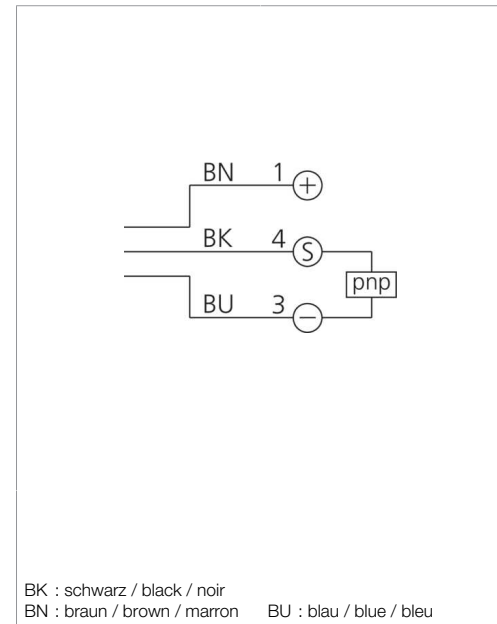 BN 1 +
BK 4 S
pnp
BU 3 −
BK : schwarz / black / noir
BN : braun / brown / marron BU : blau / blue / bleu